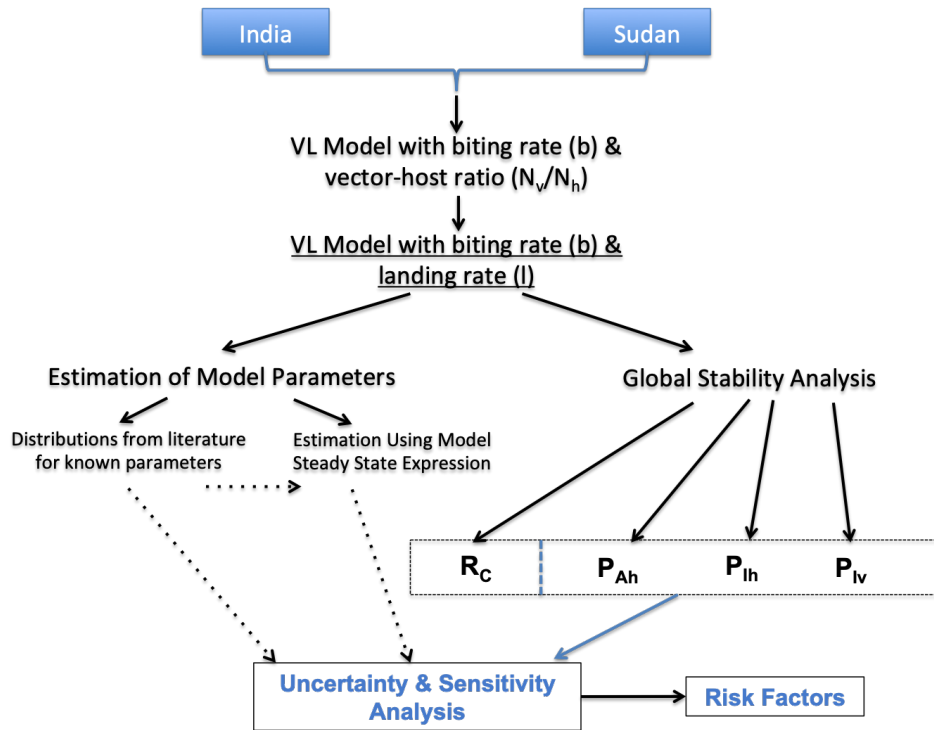 India
Sudan
VL Model with biting rate (b) &
vector-host ratio (Nv/Nh)
VL Model with biting rate (b) &
landing rate (l)
Estimation of Model Parameters
Global Stability Analysis
Distributions from literature
for known parameters
Estimation Using Model
Steady State Expression
RC
PAh
PIh
PIv
Uncertainty & Sensitivity
Analysis
Risk Factors